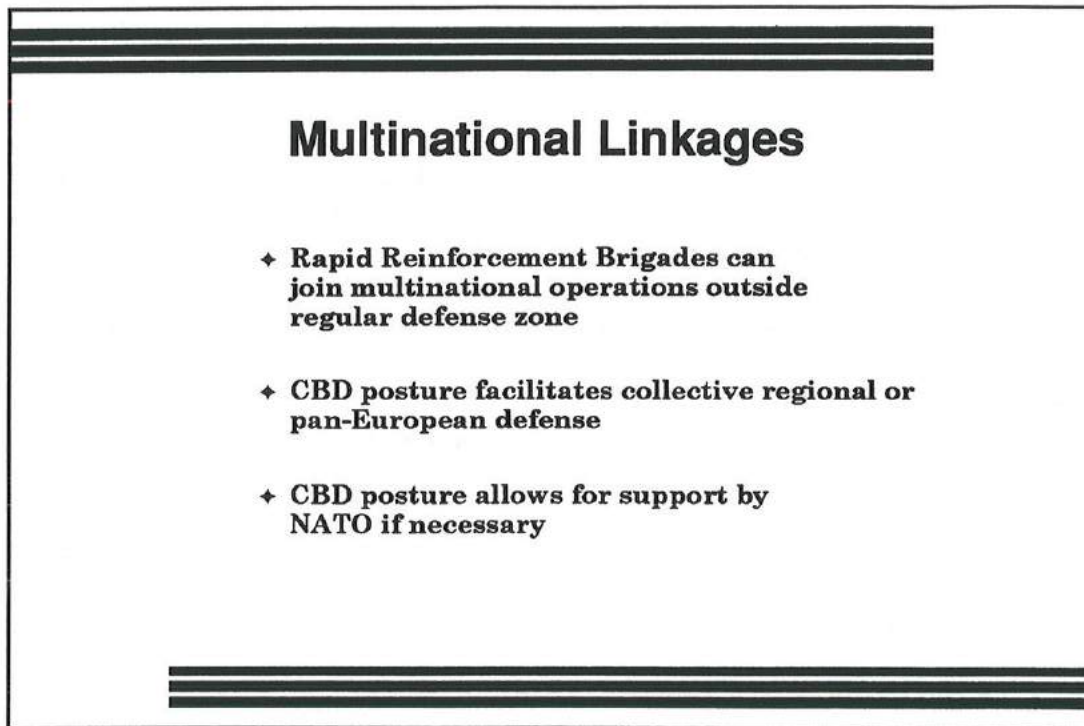 Multinational Linkages
✦ Rapid Reinforcement Brigades can
join multinational operations outside
regular defense zone
✦ CBD posture facilitates collective regional or
pan-European defense
✦ CBD posture allows for support by
NATO if necessary